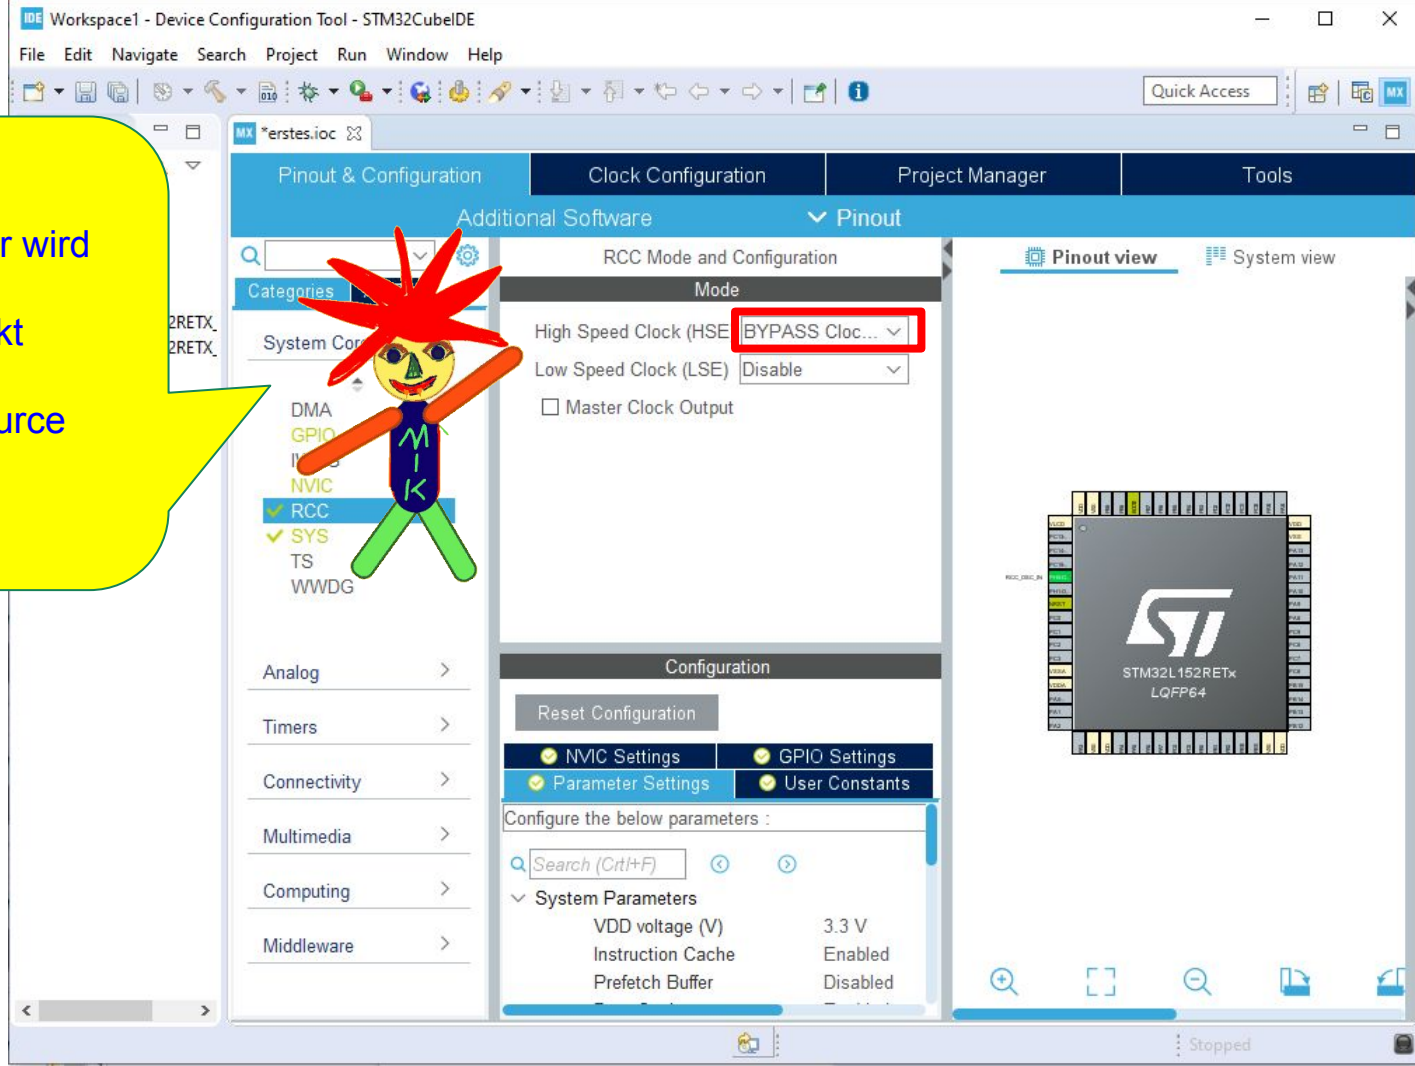 IDE Workspace1 - Device Configuration Tool - STM32CubeIDE
File Edit Navigate Search Project Run Window Help
Quick Access
MX *erstes.ioc
Pinout & Configuration Clock Configuration Project Manager Tools
Additional Software Pinout
r wird
kt
urce
2RETX_
2RETX_
Categories
System Cor
DMA
GPIO
NVIC
RCC
SYS
TS
WWDG
Analog
Timers
Connectivity
Multimedia
Computing
Middleware
MIK
RCC Mode and Configuration
Mode
High Speed Clock (HSE BYPASS Cloc...
Low Speed Clock (LSE) Disable
Master Clock Output
Configuration
Reset Configuration
NVIC Settings GPIO Settings
Parameter Settings User Constants
Configure the below parameters :
Search (Crtl+F)
System Parameters
VDD voltage (V) 3.3 V
Instruction Cache Enabled
Prefetch Buffer Disabled
Pinout view System view
RCC_OSC_IN
STM32L152RETx
LQFP64
Stopped